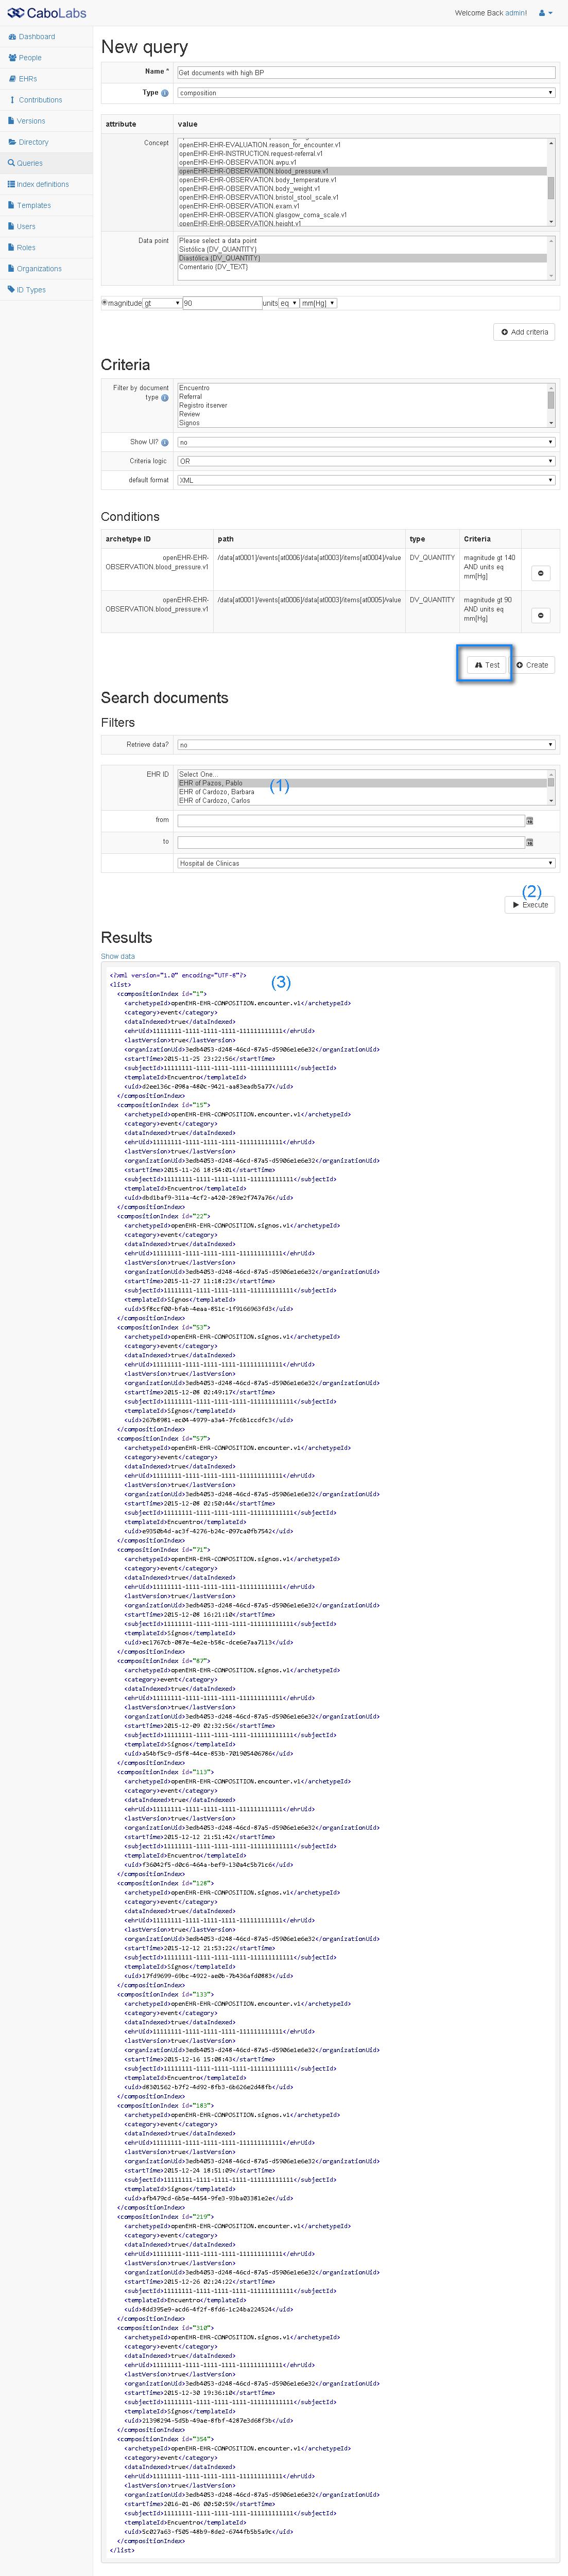 CaboLabs
Welcome Back admin!
Dashboard
People
EHRs
Contributions
Versions
Directory
Queries
Index definitions
Templates
Users
Roles
Organizations
ID Types
New query
Name *
Get documents with high BP
Type
composition
attribute value
Concept
openEHR-EHR-EVALUATION.reason_for_encounter.v1
openEHR-EHR-INSTRUCTION.request-referral.v1
openEHR-EHR-OBSERVATION.avpu.v1
openEHR-EHR-OBSERVATION.blood_pressure.v1
openEHR-EHR-OBSERVATION.body_temperature.v1
openEHR-EHR-OBSERVATION.body_weight.v1
openEHR-EHR-OBSERVATION.bristol_stool_scale.v1
openEHR-EHR-OBSERVATION.exam.v1
openEHR-EHR-OBSERVATION.glasgow_coma_scale.v1
openEHR-EHR-OBSERVATION.height.v1
Data point
Please select a data point
Sistólica (DV_QUANTITY)
Diastólica (DV_QUANTITY)
Comentario (DV_TEXT)
magnitude gt 90 units eq mm[Hg]
Add criteria
Criteria
Filter by document type
Encuentro
Referral
Registro itserver
Review
Signos
Show UI? no
Criteria logic OR
default format XML
Conditions
archetype ID path type Criteria
openEHR-EHR-OBSERVATION.blood_pressure.v1 /data[at0001]/events[at0006]/data[at0003]/items[at0004]/value DV_QUANTITY magnitude gt 140 AND units eq mm[Hg]
openEHR-EHR-OBSERVATION.blood_pressure.v1 /data[at0001]/events[at0006]/data[at0003]/items[at0005]/value DV_QUANTITY magnitude gt 90 AND units eq mm[Hg]
Test Create
Search documents
Filters
Retrieve data? no
EHR ID
Select One...
EHR of Pazos, Pablo
(1)
EHR of Cardozo, Barbara
EHR of Cardozo, Carlos
from
to
Hospital de Clinicas
(2)
Execute
Results
Show data
(3)
<?xml version="1.0" encoding="UTF-8"?>
<list>
<compositionIndex id="1">
<archetypeId>openEHR-EHR-COMPOSITION.encounter.v1</archetypeId>
<category>event</category>
<dataIndexed>true</dataIndexed>
<ehrUid>11111111-1111-1111-1111-111111111111</ehrUid>
<lastVersion>true</lastVersion>
<organizationUid>3edb4053-d248-46cd-87a5-d5906e1e6e32</organizationUid>
<startTime>2015-11-25 23:22:56</startTime>
<subjectId>11111111-1111-1111-1111-111111111111</subjectId>
<templateId>Encuentro</templateId>
<uid>d2ee136c-098a-480c-9421-aa83eadb5a77</uid>
</compositionIndex>
<compositionIndex id="15">
<archetypeId>openEHR-EHR-COMPOSITION.encounter.v1</archetypeId>
<category>event</category>
<dataIndexed>true</dataIndexed>
<ehrUid>11111111-1111-1111-1111-111111111111</ehrUid>
<lastVersion>true</lastVersion>
<organizationUid>3edb4053-d248-46cd-87a5-d5906e1e6e32</organizationUid>
<startTime>2015-11-26 18:54:01</startTime>
<subjectId>11111111-1111-1111-1111-111111111111</subjectId>
<templateId>Encuentro</templateId>
<uid>dbd1baf9-311a-4cf2-a420-289e2f747a76</uid>
</compositionIndex>
<compositionIndex id="22">
<archetypeId>openEHR-EHR-COMPOSITION.signos.v1</archetypeId>
<category>event</category>
<dataIndexed>true</dataIndexed>
<ehrUid>11111111-1111-1111-1111-111111111111</ehrUid>
<lastVersion>true</lastVersion>
<organizationUid>3edb4053-d248-46cd-87a5-d5906e1e6e32</organizationUid>
<startTime>2015-11-27 11:18:23</startTime>
<subjectId>11111111-1111-1111-1111-111111111111</subjectId>
<templateId>Signos</templateId>
<uid>5f8ccf00-bfab-4eaa-851c-1f9166963fd3</uid>
</compositionIndex>
<compositionIndex id="53">
<archetypeId>openEHR-EHR-COMPOSITION.signos.v1</archetypeId>
<category>event</category>
<dataIndexed>true</dataIndexed>
<ehrUid>11111111-1111-1111-1111-111111111111</ehrUid>
<lastVersion>true</lastVersion>
<organizationUid>3edb4053-d248-46cd-87a5-d5906e1e6e32</organizationUid>
<startTime>2015-12-08 02:49:17</startTime>
<subjectId>11111111-1111-1111-1111-111111111111</subjectId>
<templateId>Signos</templateId>
<uid>267b8981-ec04-4979-a3a4-7fc6b1ccdfc3</uid>
</compositionIndex>
<compositionIndex id="57">
<archetypeId>openEHR-EHR-COMPOSITION.encounter.v1</archetypeId>
<category>event</category>
<dataIndexed>true</dataIndexed>
<ehrUid>11111111-1111-1111-1111-111111111111</ehrUid>
<lastVersion>true</lastVersion>
<organizationUid>3edb4053-d248-46cd-87a5-d5906e1e6e32</organizationUid>
<startTime>2015-12-08 02:50:44</startTime>
<subjectId>11111111-1111-1111-1111-111111111111</subjectId>
<templateId>Encuentro</templateId>
<uid>e9350b4d-ac3f-4276-b24c-097ca0fb7542</uid>
</compositionIndex>
<compositionIndex id="71">
<archetypeId>openEHR-EHR-COMPOSITION.signos.v1</archetypeId>
<category>event</category>
<dataIndexed>true</dataIndexed>
<ehrUid>11111111-1111-1111-1111-111111111111</ehrUid>
<lastVersion>true</lastVersion>
<organizationUid>3edb4053-d248-46cd-87a5-d5906e1e6e32</organizationUid>
<startTime>2015-12-08 16:21:10</startTime>
<subjectId>11111111-1111-1111-1111-111111111111</subjectId>
<templateId>Signos</templateId>
<uid>ec1767cb-087e-4e2e-b58c-dce6e7aa7113</uid>
</compositionIndex>
<compositionIndex id="87">
<archetypeId>openEHR-EHR-COMPOSITION.signos.v1</archetypeId>
<category>event</category>
<dataIndexed>true</dataIndexed>
<ehrUid>11111111-1111-1111-1111-111111111111</ehrUid>
<lastVersion>true</lastVersion>
<organizationUid>3edb4053-d248-46cd-87a5-d5906e1e6e32</organizationUid>
<startTime>2015-12-09 02:32:56</startTime>
<subjectId>11111111-1111-1111-1111-111111111111</subjectId>
<templateId>Signos</templateId>
<uid>a54bf5c9-d5f8-44ce-853b-701905406786</uid>
</compositionIndex>
<compositionIndex id="113">
<archetypeId>openEHR-EHR-COMPOSITION.encounter.v1</archetypeId>
<category>event</category>
<dataIndexed>true</dataIndexed>
<ehrUid>11111111-1111-1111-1111-111111111111</ehrUid>
<lastVersion>true</lastVersion>
<organizationUid>3edb4053-d248-46cd-87a5-d5906e1e6e32</organizationUid>
<startTime>2015-12-12 21:51:42</startTime>
<subjectId>11111111-1111-1111-1111-111111111111</subjectId>
<templateId>Encuentro</templateId>
<uid>f36042f5-d0c6-464a-bef9-130a4c5b71c6</uid>
</compositionIndex>
<compositionIndex id="128">
<archetypeId>openEHR-EHR-COMPOSITION.signos.v1</archetypeId>
<category>event</category>
<dataIndexed>true</dataIndexed>
<ehrUid>11111111-1111-1111-1111-111111111111</ehrUid>
<lastVersion>true</lastVersion>
<organizationUid>3edb4053-d248-46cd-87a5-d5906e1e6e32</organizationUid>
<startTime>2015-12-12 21:53:22</startTime>
<subjectId>11111111-1111-1111-1111-111111111111</subjectId>
<templateId>Signos</templateId>
<uid>17fd9699-69bc-4922-ae0b-7b436afd0883</uid>
</compositionIndex>
<compositionIndex id="133">
<archetypeId>openEHR-EHR-COMPOSITION.encounter.v1</archetypeId>
<category>event</category>
<dataIndexed>true</dataIndexed>
<ehrUid>11111111-1111-1111-1111-111111111111</ehrUid>
<lastVersion>true</lastVersion>
<organizationUid>3edb4053-d248-46cd-87a5-d5906e1e6e32</organizationUid>
<startTime>2015-12-16 15:08:43</startTime>
<subjectId>11111111-1111-1111-1111-111111111111</subjectId>
<templateId>Encuentro</templateId>
<uid>d8301562-b7f2-4d92-8fb3-6b626e2d48fb</uid>
</compositionIndex>
<compositionIndex id="183">
<archetypeId>openEHR-EHR-COMPOSITION.signos.v1</archetypeId>
<category>event</category>
<dataIndexed>true</dataIndexed>
<ehrUid>11111111-1111-1111-1111-111111111111</ehrUid>
<lastVersion>true</lastVersion>
<organizationUid>3edb4053-d248-46cd-87a5-d5906e1e6e32</organizationUid>
<startTime>2015-12-24 18:51:09</startTime>
<subjectId>11111111-1111-1111-1111-111111111111</subjectId>
<templateId>Signos</templateId>
<uid>afb479cd-6b5e-4454-9fe3-93ba03381e2e</uid>
</compositionIndex>
<compositionIndex id="219">
<archetypeId>openEHR-EHR-COMPOSITION.encounter.v1</archetypeId>
<category>event</category>
<dataIndexed>true</dataIndexed>
<ehrUid>11111111-1111-1111-1111-111111111111</ehrUid>
<lastVersion>true</lastVersion>
<organizationUid>3edb4053-d248-46cd-87a5-d5906e1e6e32</organizationUid>
<startTime>2015-12-26 02:24:22</startTime>
<subjectId>11111111-1111-1111-1111-111111111111</subjectId>
<templateId>Encuentro</templateId>
<uid>8dd395e9-acd6-4f2f-8fd6-1c24ba224524</uid>
</compositionIndex>
<compositionIndex id="310">
<archetypeId>openEHR-EHR-COMPOSITION.signos.v1</archetypeId>
<category>event</category>
<dataIndexed>true</dataIndexed>
<ehrUid>11111111-1111-1111-1111-111111111111</ehrUid>
<lastVersion>true</lastVersion>
<organizationUid>3edb4053-d248-46cd-87a5-d5906e1e6e32</organizationUid>
<startTime>2015-12-30 19:36:10</startTime>
<subjectId>11111111-1111-1111-1111-111111111111</subjectId>
<templateId>Signos</templateId>
<uid>21398294-5d5b-49ae-8fbf-4287e3d68f3b</uid>
</compositionIndex>
<compositionIndex id="354">
<archetypeId>openEHR-EHR-COMPOSITION.encounter.v1</archetypeId>
<category>event</category>
<dataIndexed>true</dataIndexed>
<ehrUid>11111111-1111-1111-1111-111111111111</ehrUid>
<lastVersion>true</lastVersion>
<organizationUid>3edb4053-d248-46cd-87a5-d5906e1e6e32</organizationUid>
<startTime>2016-01-06 00:50:59</startTime>
<subjectId>11111111-1111-1111-1111-111111111111</subjectId>
<templateId>Encuentro</templateId>
<uid>5c027a63-f505-48b9-8de2-6744fb5b5a9c</uid>
</compositionIndex>
</list>